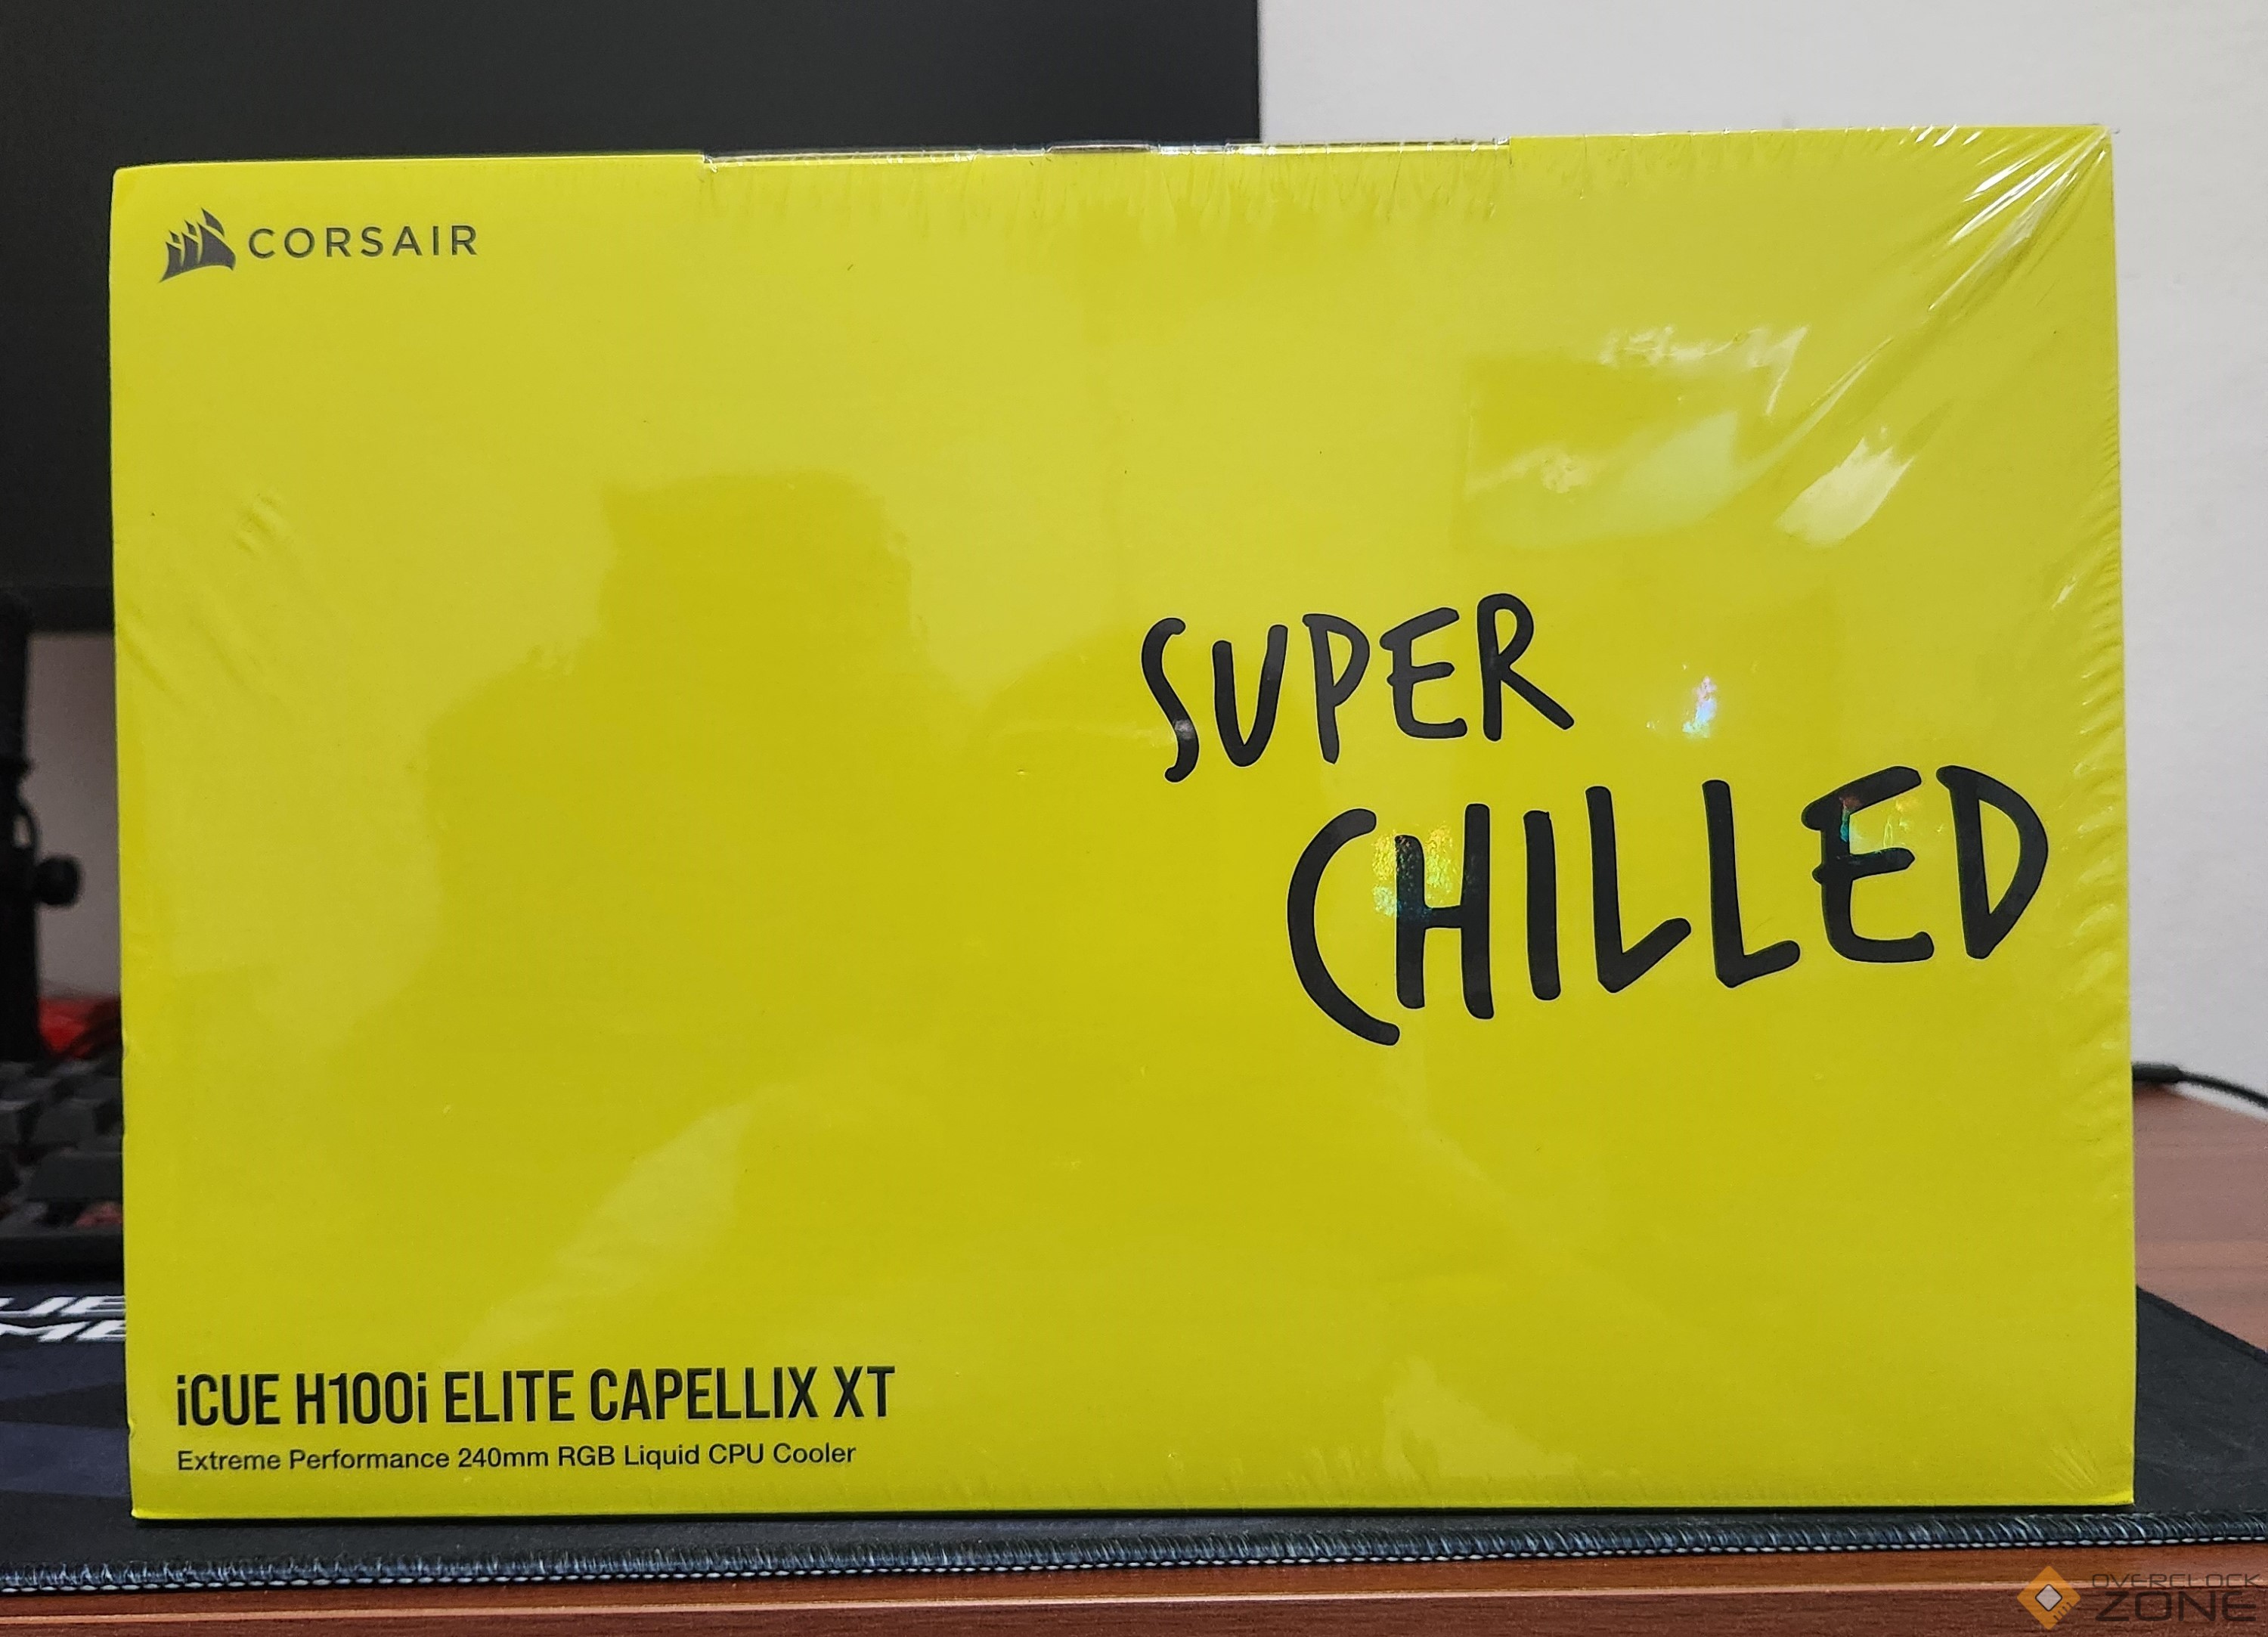 CORSAIR
SUPER
CHILLED
iCUE H100i ELITE CAPELLIX XT
Extreme Performance 240mm RGB Liquid CPU Cooler
OVERCLOCK
ZONE